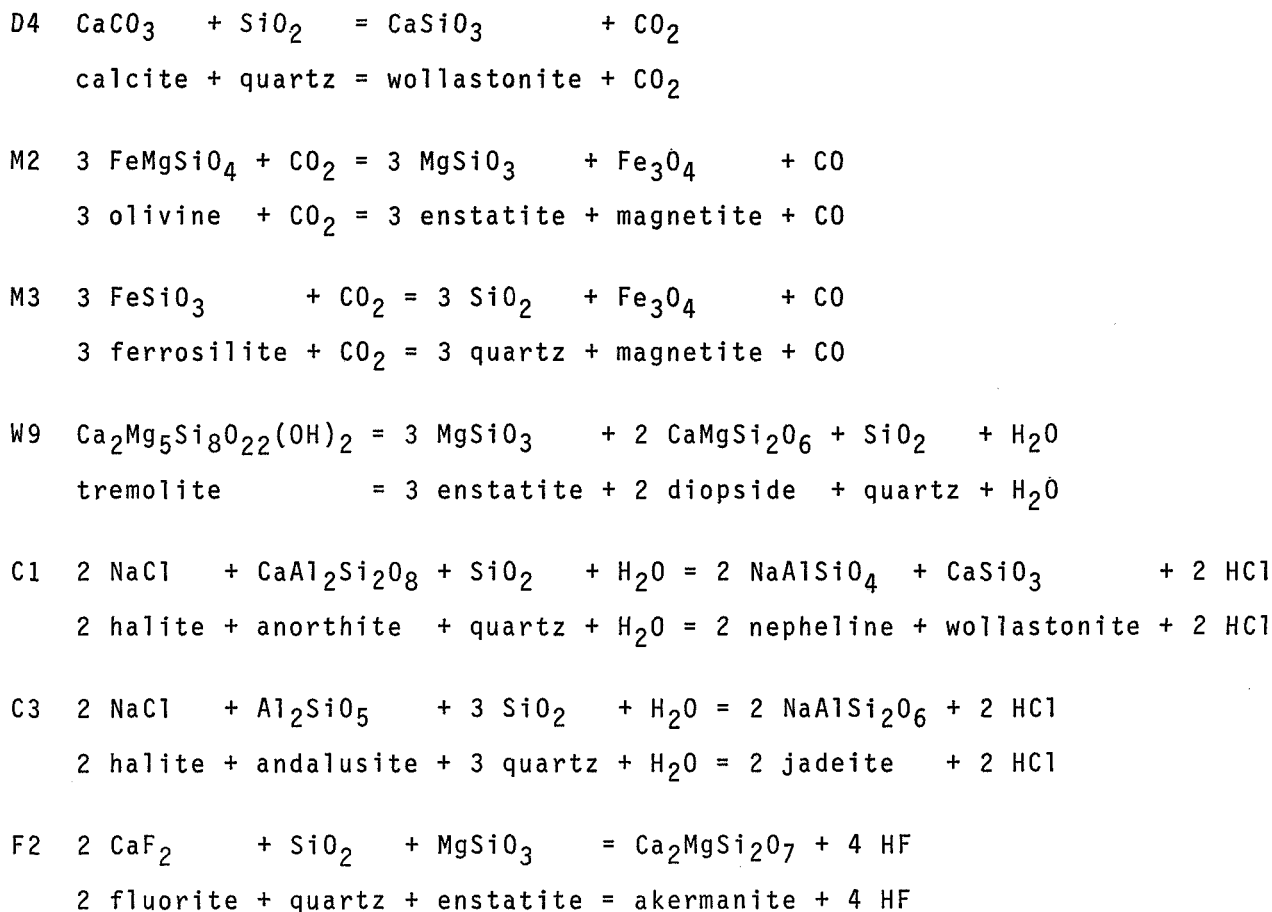 D4 CaCO₃ + SiO₂ = CaSiO₃ + CO₂
calcite + quartz = wollastonite + CO₂
M2 3 FeMgSiO₄ + CO₂ = 3 MgSiO₃ + Fe₃O₄ + CO
3 olivine + CO₂ = 3 enstatite + magnetite + CO
M3 3 FeSiO₃ + CO₂ = 3 SiO₂ + Fe₃O₄ + CO
3 ferrosilite + CO₂ = 3 quartz + magnetite + CO
W9 Ca₂Mg₅Si₈O₂₂(OH)₂ = 3 MgSiO₃ + 2 CaMgSi₂O₆ + SiO₂ + H₂O
tremolite = 3 enstatite + 2 diopside + quartz + H₂O
C1 2 NaCl + CaAl₂Si₂O₈ + SiO₂ + H₂O = 2 NaAlSiO₄ + CaSiO₃ + 2 HCl
2 halite + anorthite + quartz + H₂O = 2 nepheline + wollastonite + 2 HCl
C3 2 NaCl + Al₂SiO₅ + 3 SiO₂ + H₂O = 2 NaAlSi₂O₆ + 2 HCl
2 halite + andalusite + 3 quartz + H₂O = 2 jadeite + 2 HCl
F2 2 CaF₂ + SiO₂ + MgSiO₃ = Ca₂MgSi₂O₇ + 4 HF
2 fluorite + quartz + enstatite = akermanite + 4 HF